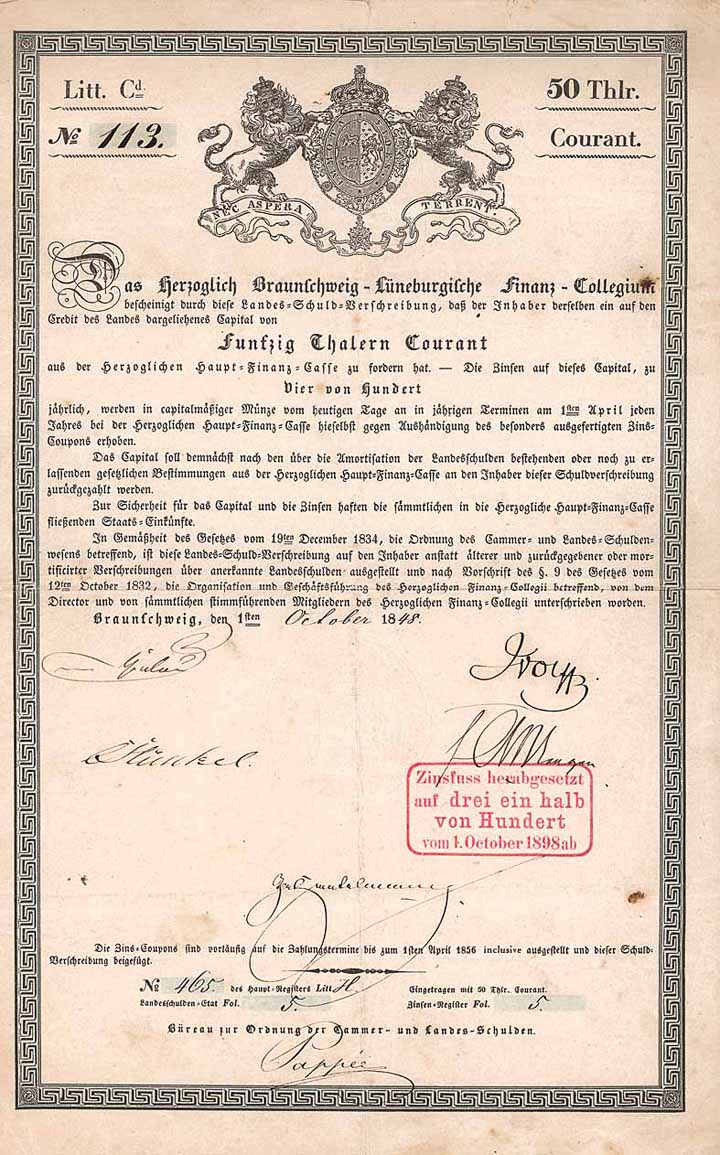 Litt. Cd.
50 Thlr.
No 113.
Courant.
NEC ASPERA TERRENT.
Das Herzoglich Braunschweig-Lüneburgische Finanz-Collegium
bescheinigt durch diese Landes-Schuld-Verschreibung, daß der Inhaber derselben ein auf den
Credit des Landes dargeliehenes Capital von
Funfzig Thalern Courant
aus der Herzoglichen Haupt-Finanz-Casse zu fordern hat. — Die Zinsen auf dieses Capital, zu
Vier von Hundert
jährlich, werden in capitalmäßiger Münze vom heutigen Tage an in jährigen Terminen am 1sten April jeden
Jahres bei der Herzoglichen Haupt-Finanz-Casse hieselbst gegen Aushändigung des besonders ausgefertigten Zins-
Coupons erhoben.
Das Capital soll demnächst nach den über die Amortisation der Landesschulden bestehenden oder noch zu er-
lassenden gesetzlichen Bestimmungen aus der Herzoglichen Haupt-Finanz-Casse an den Inhaber dieser Schuldverschreibung
zurückgezahlt werden.
Zur Sicherheit für das Capital und die Zinsen haften die sämmtlichen in die Herzogliche Haupt-Finanz-Casse
fließenden Staats-Einkünfte.
In Gemäßheit des Gesetzes vom 19ten December 1834, die Ordnung des Cammer- und Landes-Schulden-
wesens betreffend, ist diese Landes-Schuld-Verschreibung auf den Inhaber anstatt älterer und zurückgegebener oder mor-
tificirter Verschreibungen über anerkannte Landesschulden ausgestellt und nach Vorschrift des §. 9 des Gesetzes vom
12ten October 1832, die Organisation und Geschäftsführung des Herzoglichen Finanz-Collegii betreffend, von dem
Director und von sämmtlichen stimmführenden Mitgliedern des Herzoglichen Finanz-Collegii unterschrieben worden.
Braunschweig, den 1sten October 1848.
Zinsfuss herabgesetzt
auf drei ein halb
von Hundert
vom 1. October 1898 ab
Die Zins-Coupons sind vorläufig auf die Zahlungstermine bis zum 1sten April 1856 inclusive ausgestellt und dieser Schuld-
Verschreibung beigefügt.
No 465. des Haupt-Registers Litt. H.
Eingetragen mit 50 Thlr. Courant.
Landesschulden-Etat Fol. 5.
Zinsen-Register Fol. 5.
Büreau zur Ordnung der Cammer- und Landes-Schulden.
Pappée